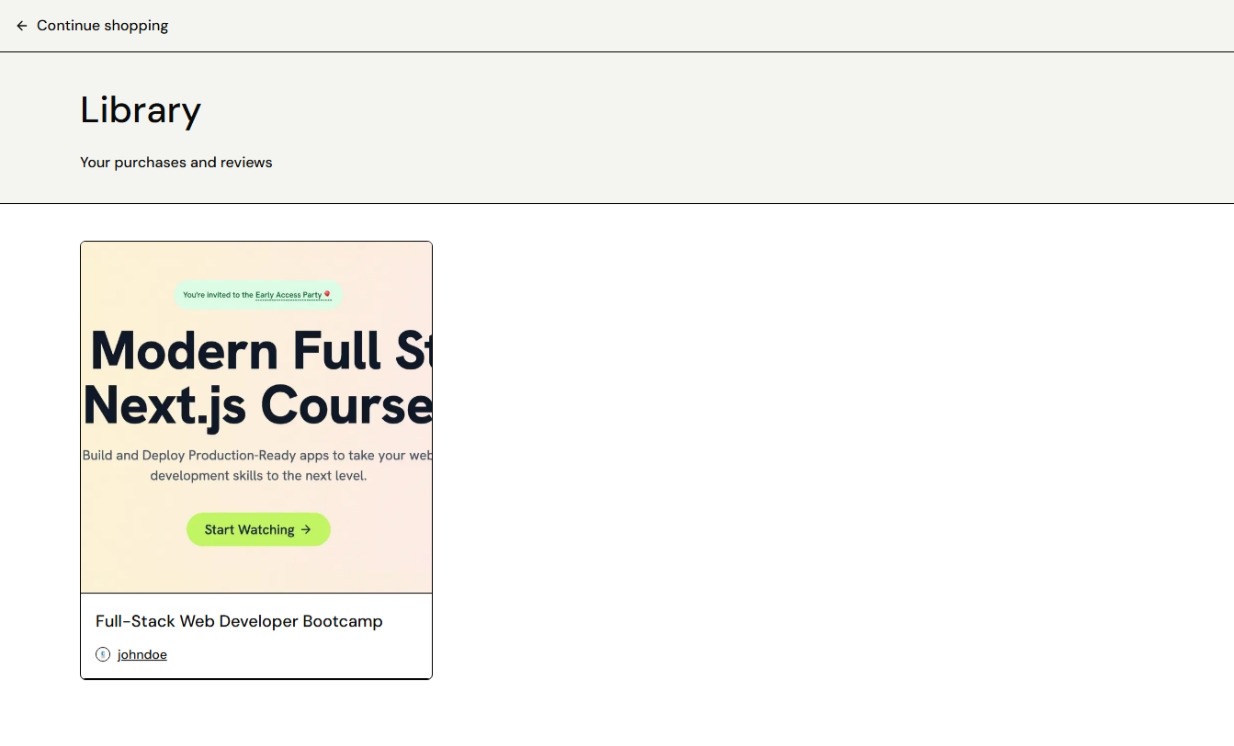 ← Continue shopping
Library
Your purchases and reviews
You're invited to the Early Access Party
Modern Full St
Next.js Course
Build and Deploy Production-Ready apps to take your web
development skills to the next level.
Start Watching →
Full-Stack Web Developer Bootcamp
johndoe